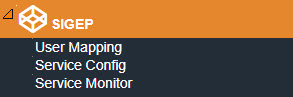 SIGEP
User Mapping
Service Config
Service Monitor